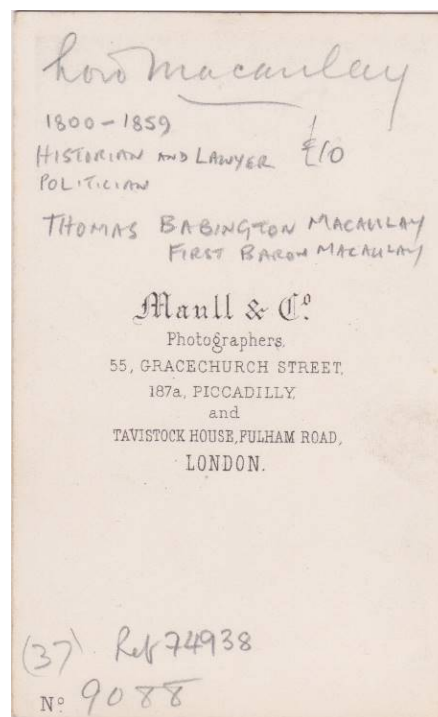 Lord Macaulay
1800-1859
HISTORIAN AND LAWYER £10
POLITICIAN
THOMAS BABINGTON MACAULAY
FIRST BARON MACAULAY
Maull & Co.
Photographers,
55, GRACECHURCH STREET,
187a, PICCADILLY,
and
TAVISTOCK HOUSE, FULHAM ROAD,
LONDON.
(37) Ref 74938
No. 9088